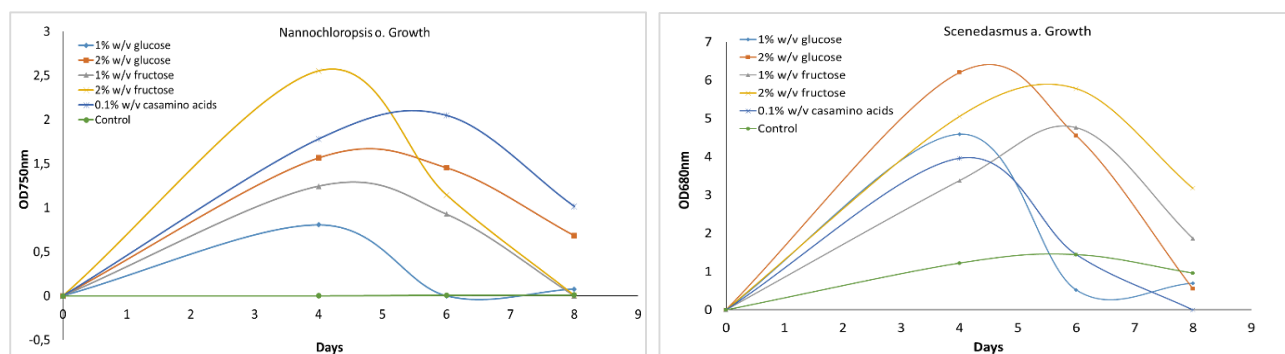 Nannochloropsis o. Growth
1% w/v glucose
2% w/v glucose
1% w/v fructose
2% w/v fructose
0.1% w/v casamino acids
Control
OD750nm
3
2,5
2
1,5
1
0,5
0
-0,5
0 1 2 3 4 5 6 7 8 9
Days
Scenedasmus a. Growth
1% w/v glucose
2% w/v glucose
1% w/v fructose
2% w/v fructose
0.1% w/v casamino acids
Control
OD680nm
7
6
5
4
3
2
1
0
0 1 2 3 4 5 6 7 8 9
Days